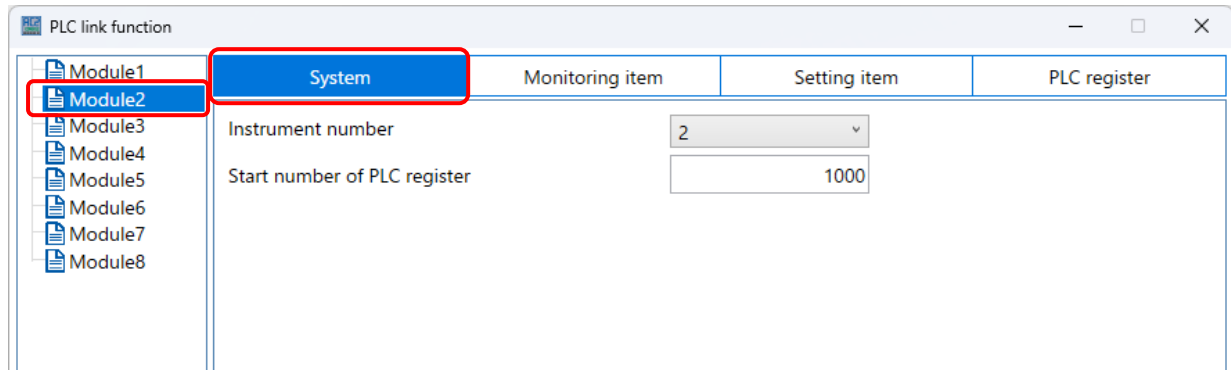 PLC link function
Module1
Module2
Module3
Module4
Module5
Module6
Module7
Module8
System Monitoring item Setting item PLC register
Instrument number 2
Start number of PLC register 1000